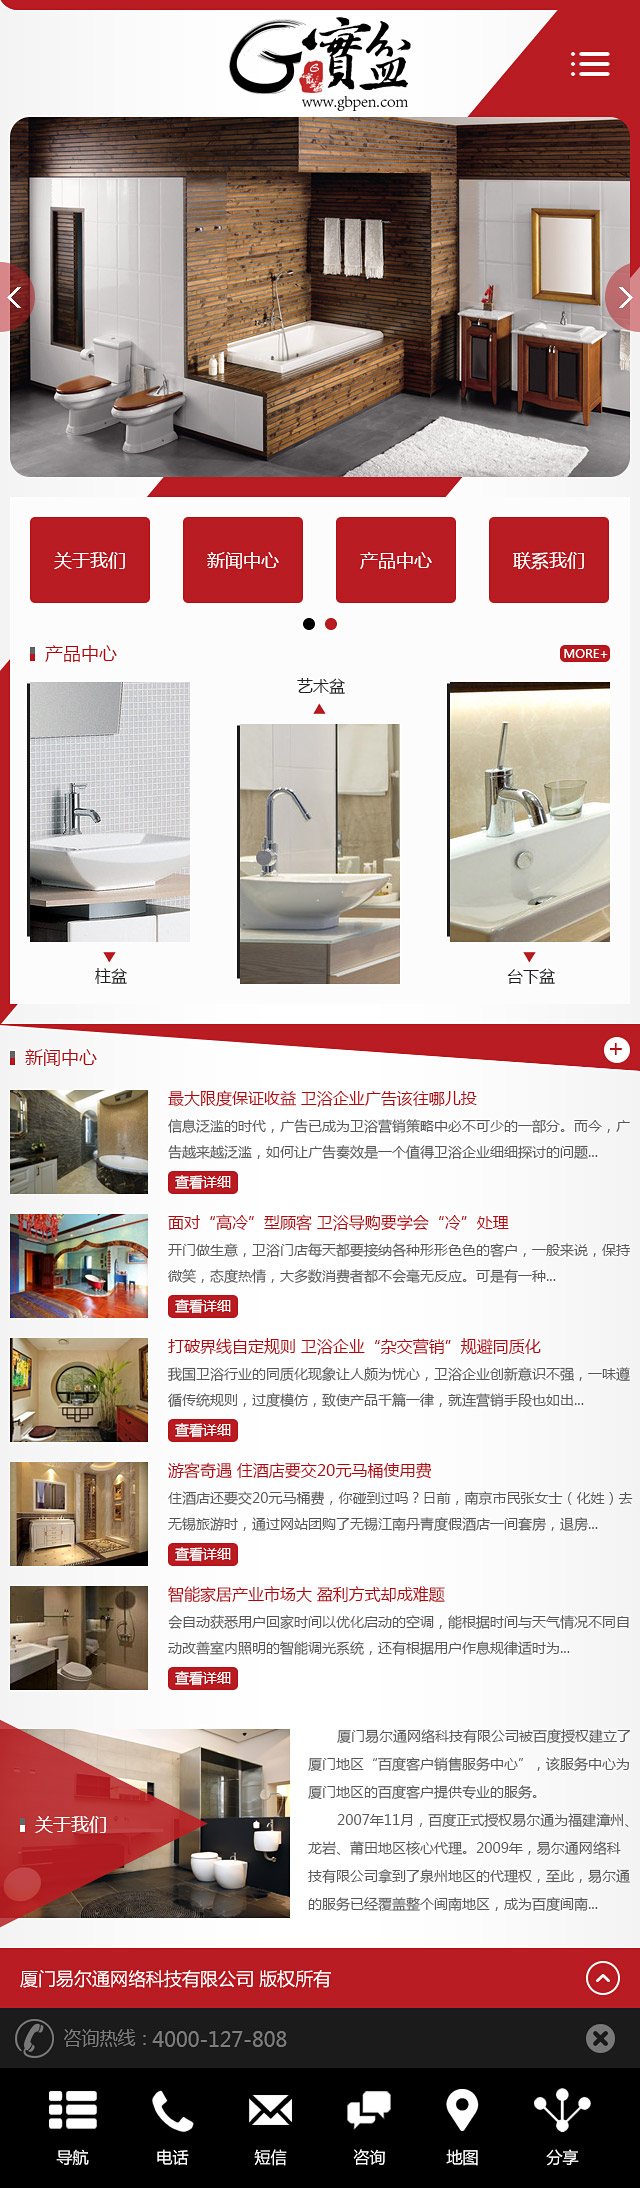 G寶盆
www.gbpen.com
关于我们
新闻中心
产品中心
联系我们
产品中心
MORE+
艺术盆
柱盆
台下盆
新闻中心
最大限度保证收益 卫浴企业广告该往哪儿投
信息泛滥的时代，广告已成为卫浴营销策略中必不可少的一部分。而今，广
告越来越泛滥，如何让广告奏效是一个值得卫浴企业细细探讨的问题...
查看详细
面对“高冷”型顾客 卫浴导购要学会“冷”处理
开门做生意，卫浴门店每天都要接纳各种形形色色的客户，一般来说，保持
微笑，态度热情，大多数消费者都不会毫无反应。可是有一种...
查看详细
打破界线自定规则 卫浴企业“杂交营销”规避同质化
我国卫浴行业的同质化现象让人颇为忧心，卫浴企业创新意识不强，一味遵
循传统规则，过度模仿，致使产品千篇一律，就连营销手段也如出...
查看详细
游客奇遇 住酒店要交20元马桶使用费
住酒店还要交20元马桶费，你碰到过吗？日前，南京市民张女士（化姓）去
无锡旅游时，通过网站团购了无锡江南丹青度假酒店一间套房，退房...
查看详细
智能家居产业市场大 盈利方式却成难题
会自动获悉用户回家时间以优化启动的空调，能根据时间与天气情况不同自
动改善室内照明的智能调光系统，还有根据用户作息规律适时为...
查看详细
关于我们
厦门易尔通网络科技有限公司被百度授权建立了
厦门地区“百度客户销售服务中心”，该服务中心为
厦门地区的百度客户提供专业的服务。
2007年11月，百度正式授权易尔通为福建漳州、
龙岩、莆田地区核心代理。2009年，易尔通网络科
技有限公司拿到了泉州地区的代理权，至此，易尔通
的服务已经覆盖整个闽南地区，成为百度闽南...
厦门易尔通网络科技有限公司 版权所有
咨询热线：4000-127-808
导航
电话
短信
咨询
地图
分享